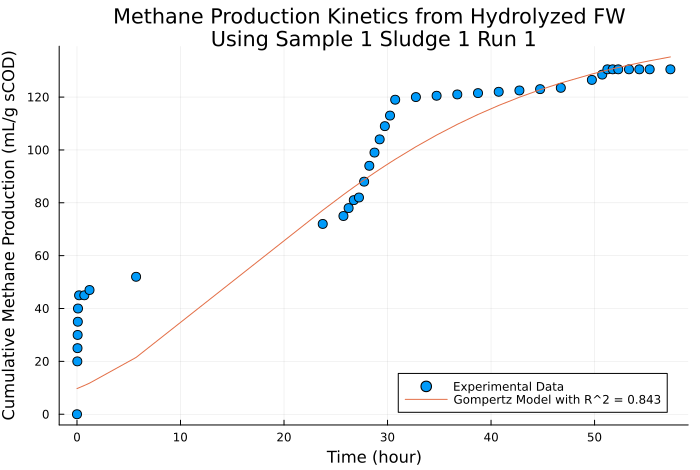 Methane Production Kinetics from Hydrolyzed FW
Using Sample 1 Sludge 1 Run 1
Cumulative Methane Production (mL/g sCOD)
120
100
80
60
40
20
0
0 10 20 30 40 50
Time (hour)
Experimental Data
Gompertz Model with R^2 = 0.843